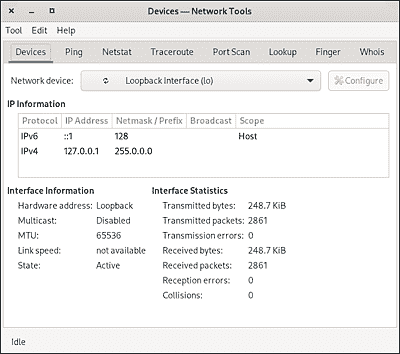 Devices — Network Tools
Tool Edit Help
Devices Ping Netstat Traceroute Port Scan Lookup Finger Whois
Network device: Loopback Interface (lo) Configure
IP Information
Protocol IP Address Netmask / Prefix Broadcast Scope
IPv6 ::1 128 Host
IPv4 127.0.0.1 255.0.0.0
Interface Information Interface Statistics
Hardware address: Loopback Transmitted bytes: 248.7 KiB
Multicast: Disabled Transmitted packets: 2861
MTU: 65536 Transmission errors: 0
Link speed: not available Received bytes: 248.7 KiB
State: Active Received packets: 2861
Reception errors: 0
Collisions: 0
Idle